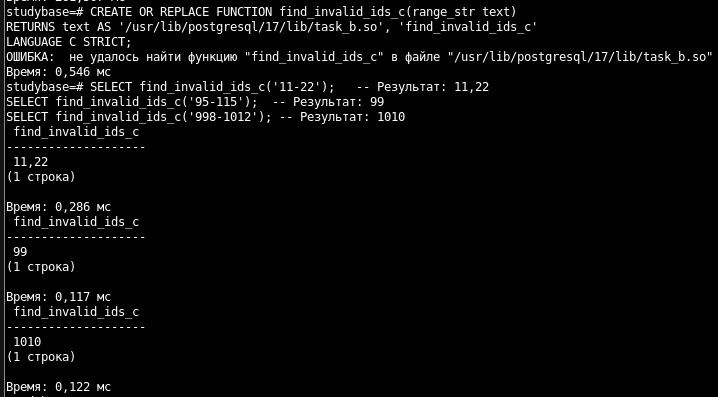 studybase=# CREATE OR REPLACE FUNCTION find_invalid_ids_c(range_str text)
RETURNS text AS '/usr/lib/postgresql/17/lib/task_b.so', 'find_invalid_ids_c'
LANGUAGE C STRICT;
ОШИБКА:  не удалось найти функцию "find_invalid_ids_c" в файле "/usr/lib/postgresql/17/lib/task_b.so"
Время: 0,546 мс
studybase=# SELECT find_invalid_ids_c('11-22');   -- Результат: 11,22
SELECT find_invalid_ids_c('95-115');  -- Результат: 99
SELECT find_invalid_ids_c('998-1012'); -- Результат: 1010
 find_invalid_ids_c
--------------------
 11,22
(1 строка)

Время: 0,286 мс
 find_invalid_ids_c
--------------------
 99
(1 строка)

Время: 0,117 мс
 find_invalid_ids_c
--------------------
 1010
(1 строка)

Время: 0,122 мс